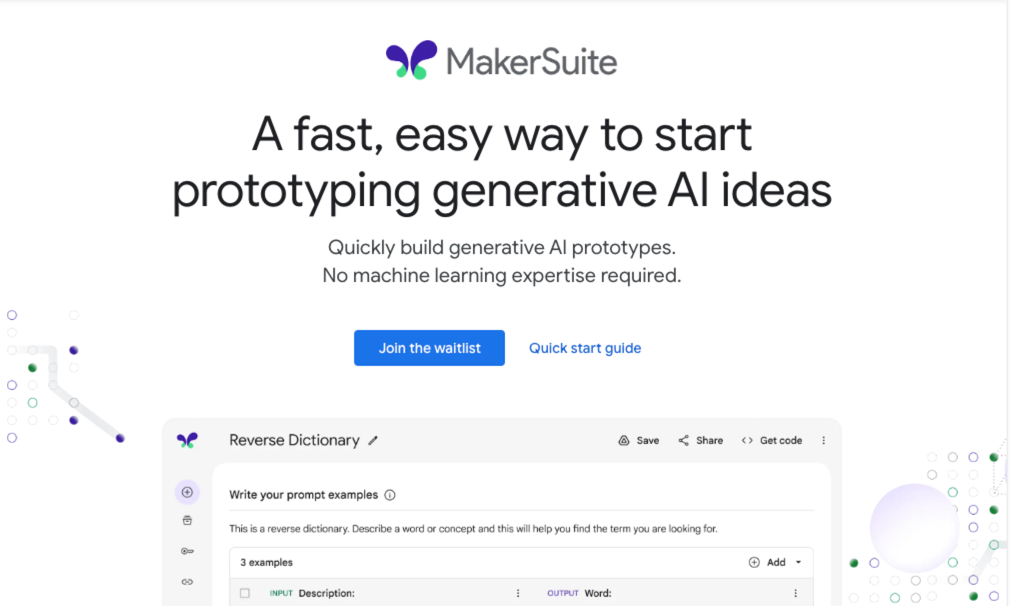 MakerSuite
A fast, easy way to start
prototyping generative AI ideas
Quickly build generative AI prototypes.
No machine learning expertise required.
Join the waitlist
Quick start guide
Reverse Dictionary
Save
Share
Get code
Write your prompt examples
This is a reverse dictionary. Describe a word or concept and this will help you find the term you are looking for.
3 examples
Add
INPUT Description:
OUTPUT Word: